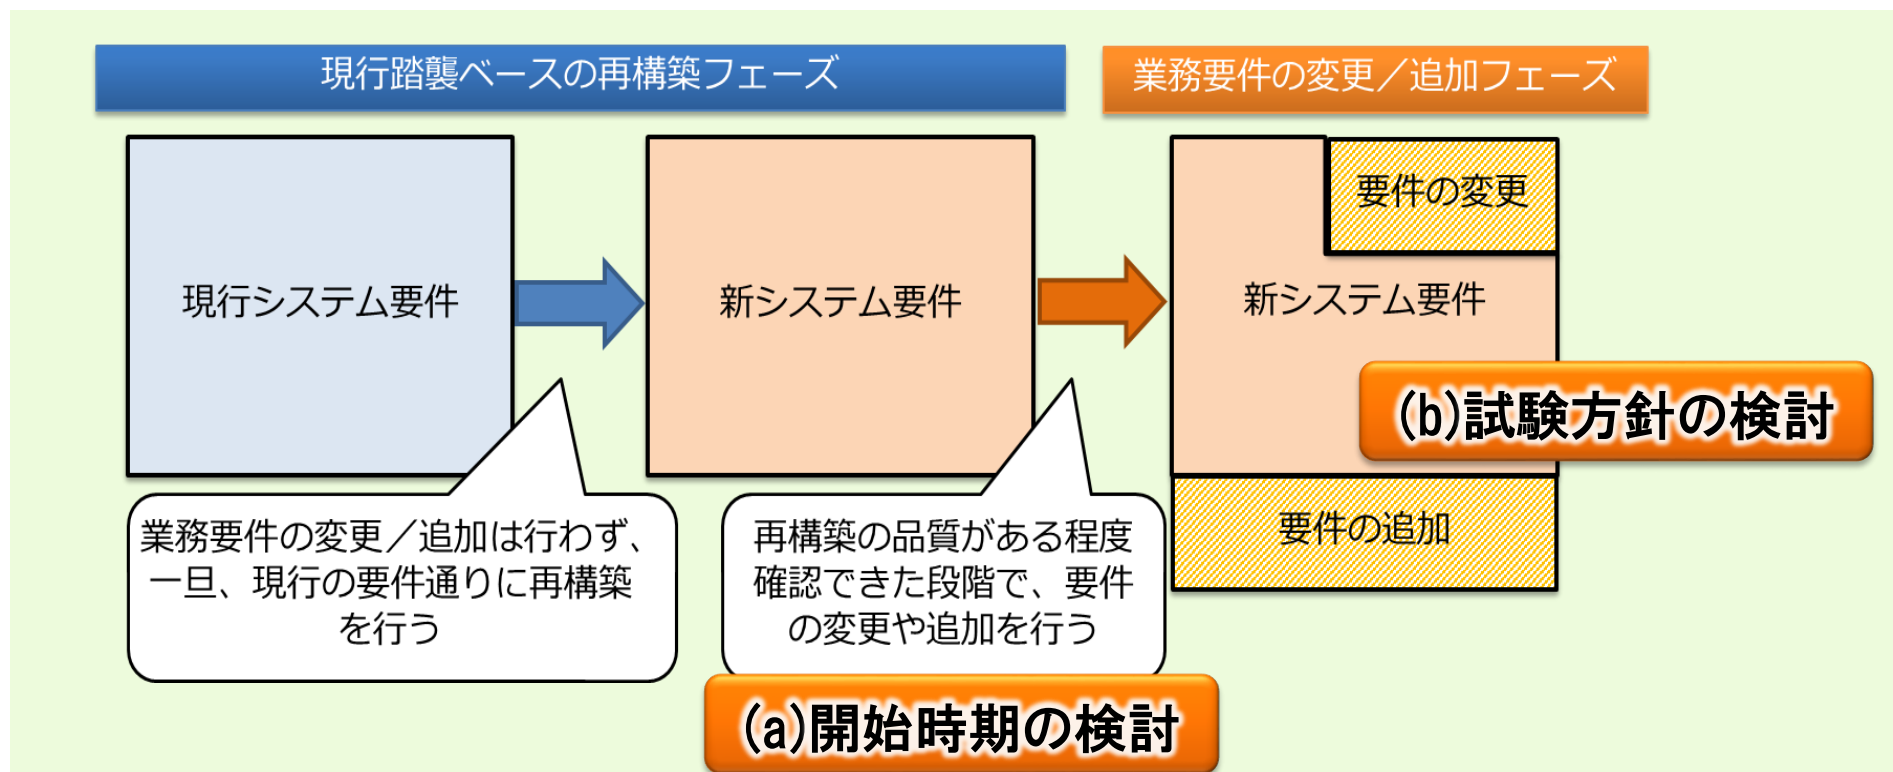 現行踏襲ベースの再構築フェーズ
業務要件の変更／追加フェーズ
現行システム要件
新システム要件
要件の変更
新システム要件
(b)試験方針の検討
要件の追加
業務要件の変更／追加は行わず、
一旦、現行の要件通りに再構築
を行う
再構築の品質がある程度
確認できた段階で、要件
の変更や追加を行う
(a)開始時期の検討